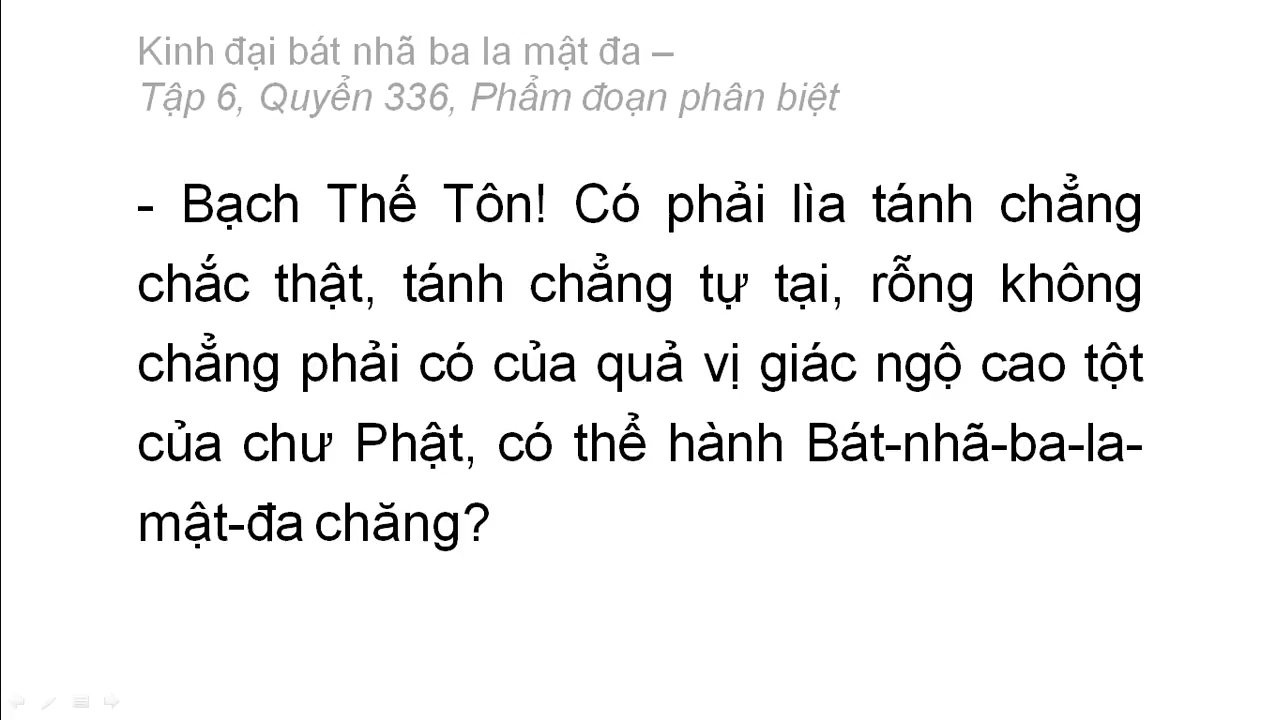 Kinh đại bát nhã ba la mật đa –
Tập 6, Quyển 336, Phẩm đoạn phân biệt
- Bạch Thế Tôn! Có phải lìa tánh chẳng
chắc thật, tánh chẳng tự tại, rỗng không
chẳng phải có của quả vị giác ngộ cao tột
của chư Phật, có thể hành Bát-nhã-ba-la-
mật-đa chăng?